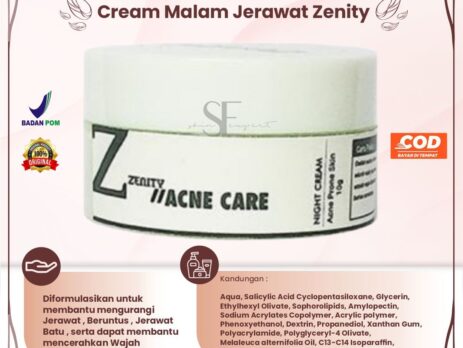 Cream Malam Jerawat Zenity
BADAN POM
100%
ORIGINAL
COD
BAYAR DI TEMPAT
SE
Z
ZENITY
ACNE CARE
NIGHT CREAM
Acne Prone Skin
10g
Diformulasikan untuk
membantu mengurangi
Jerawat , Beruntus , Jerawat
Batu , serta dapat membantu
mencerahkan Wajah
Kandungan :
Aqua, Salicylic Acid Cyclopentasiloxane, Glycerin,
Ethylhexyl Olivate, Sophorolipids, Amylopectin,
Sodium Acrylates Copolymer, Acrylic polymer,
Phenoxyethanol, Dextrin, Propanediol, Xanthan Gum,
Polyacrylamide, Polyglyceryl-4 Olivate,
Melaleuca alternifolia Oil, C13-C14 Isoparaffin,